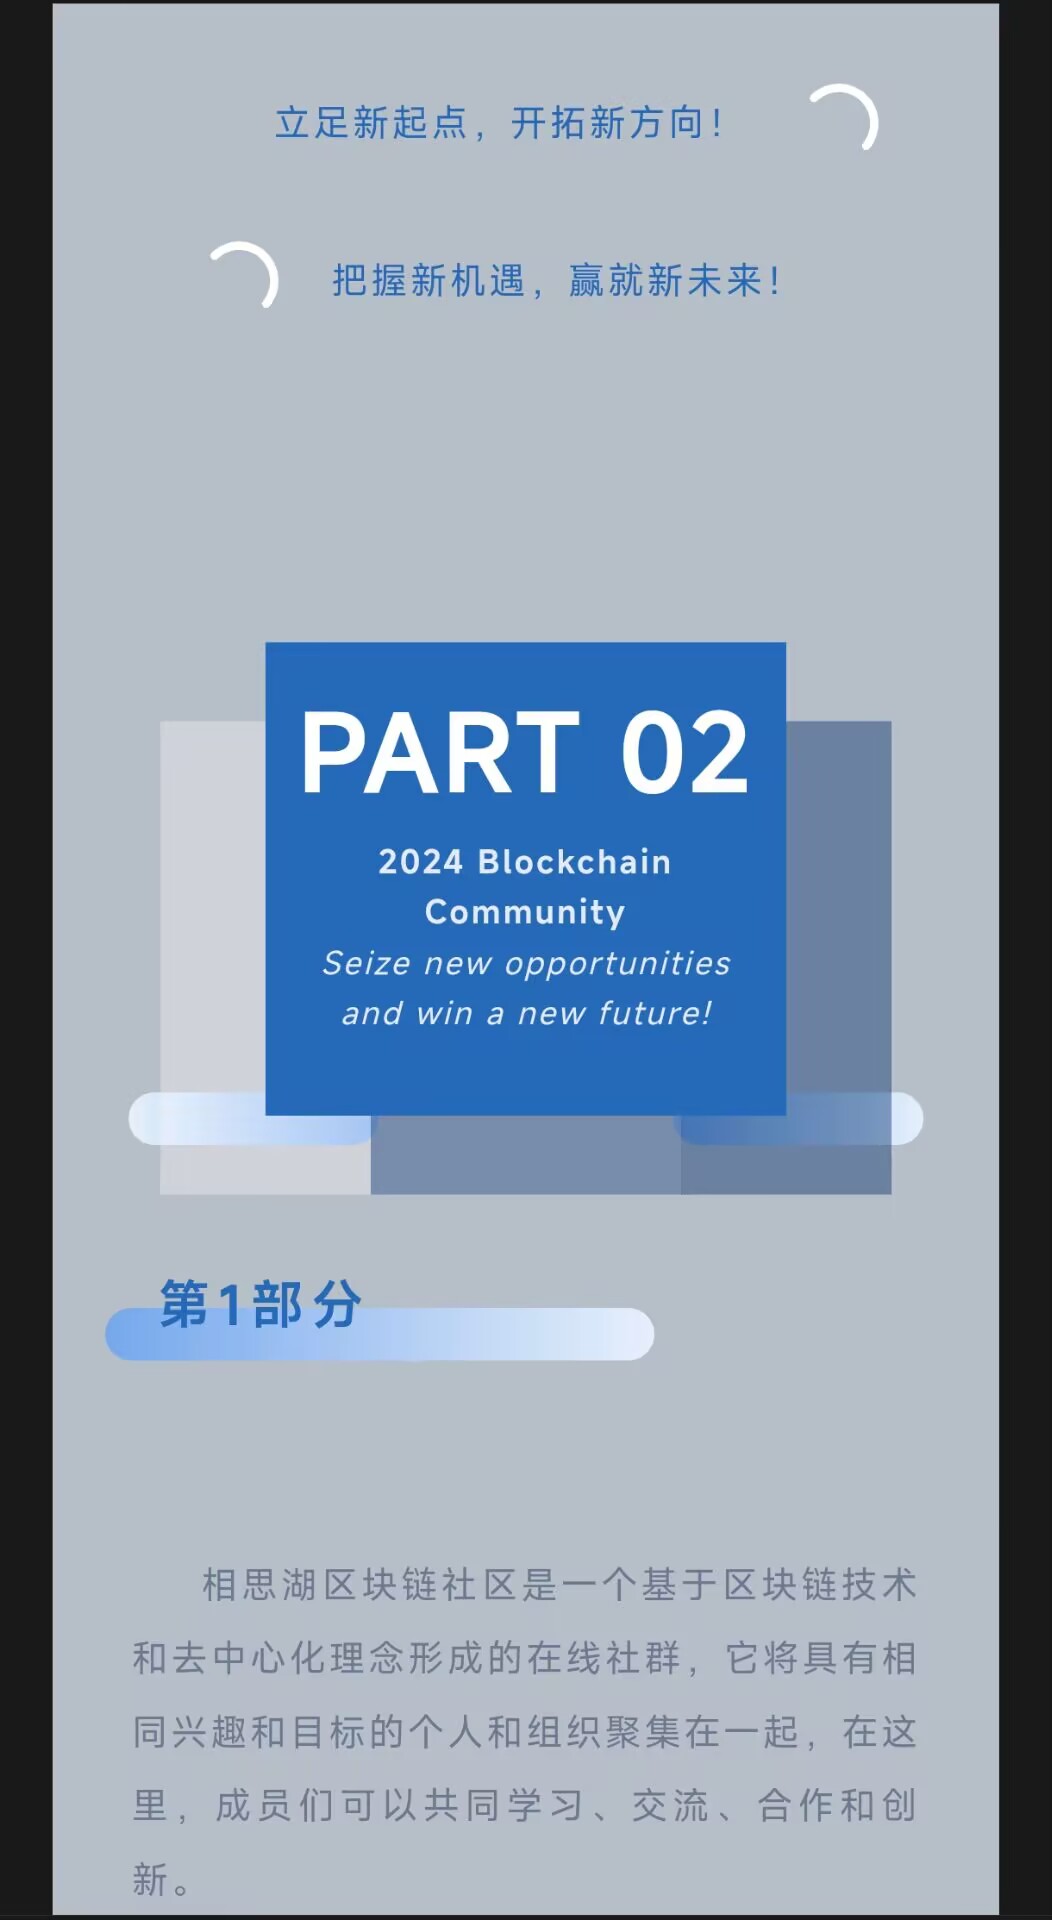 立足新起点，开拓新方向！
把握新机遇，赢就新未来！
PART 02
2024 Blockchain
Community
Seize new opportunities
and win a new future!
第1部分
相思湖区块链社区是一个基于区块链技术
和去中心化理念形成的在线社群，它将具有相
同兴趣和目标的个人和组织聚集在一起，在这
里，成员们可以共同学习、交流、合作和创
新。